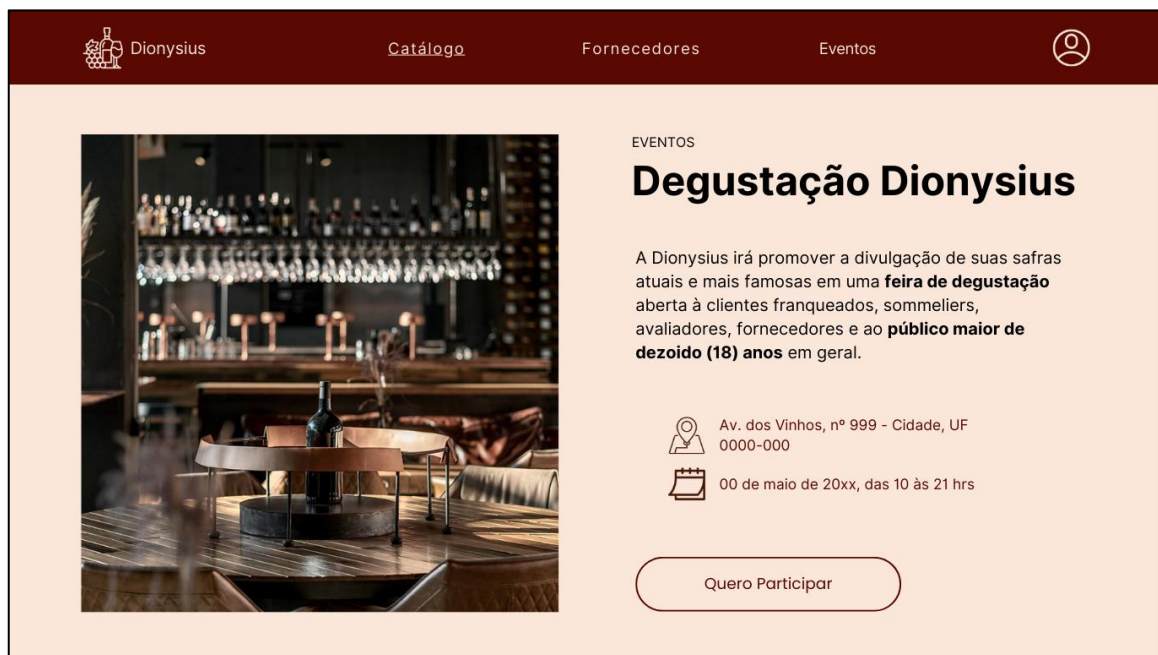 Dionysius
Catálogo
Fornecedores
Eventos
EVENTOS
Degustação Dionysius
A Dionysius irá promover a divulgação de suas safras
atuais e mais famosas em uma feira de degustação
aberta à clientes franqueados, sommeliers,
avaliadores, fornecedores e ao público maior de
dezoido (18) anos em geral.
Av. dos Vinhos, nº 999 - Cidade, UF
0000-000
00 de maio de 20xx, das 10 às 21 hrs
Quero Participar